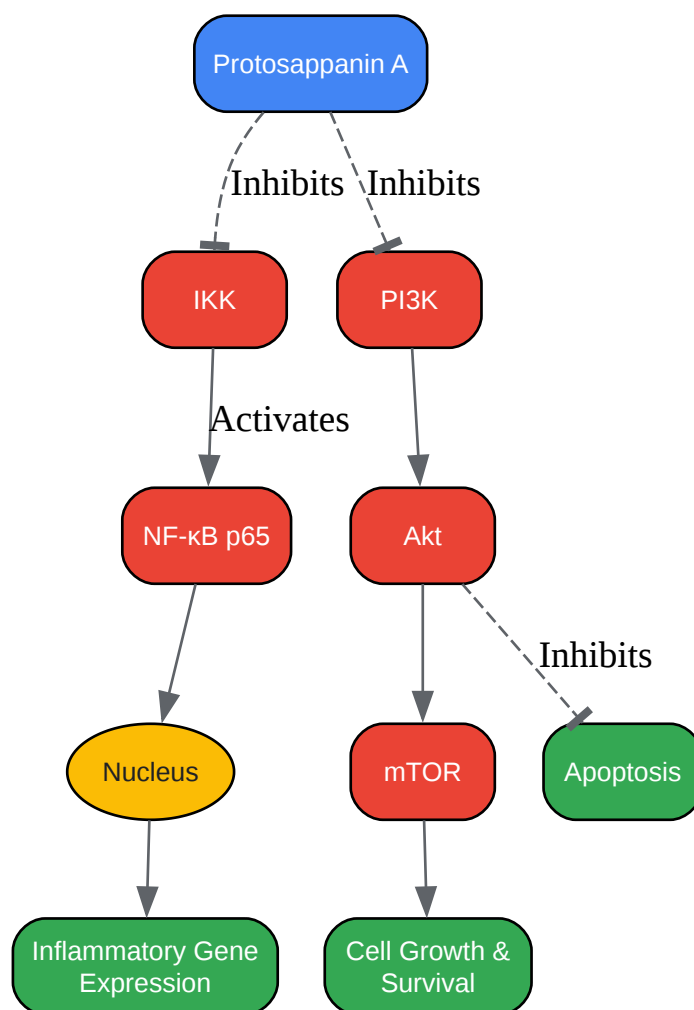 Protosappanin A
Inhibits
Inhibits
IKK
PI3K
Activates
NF-κB p65
Akt
Inhibits
Nucleus
mTOR
Apoptosis
Inflammatory Gene
Expression
Cell Growth &
Survival